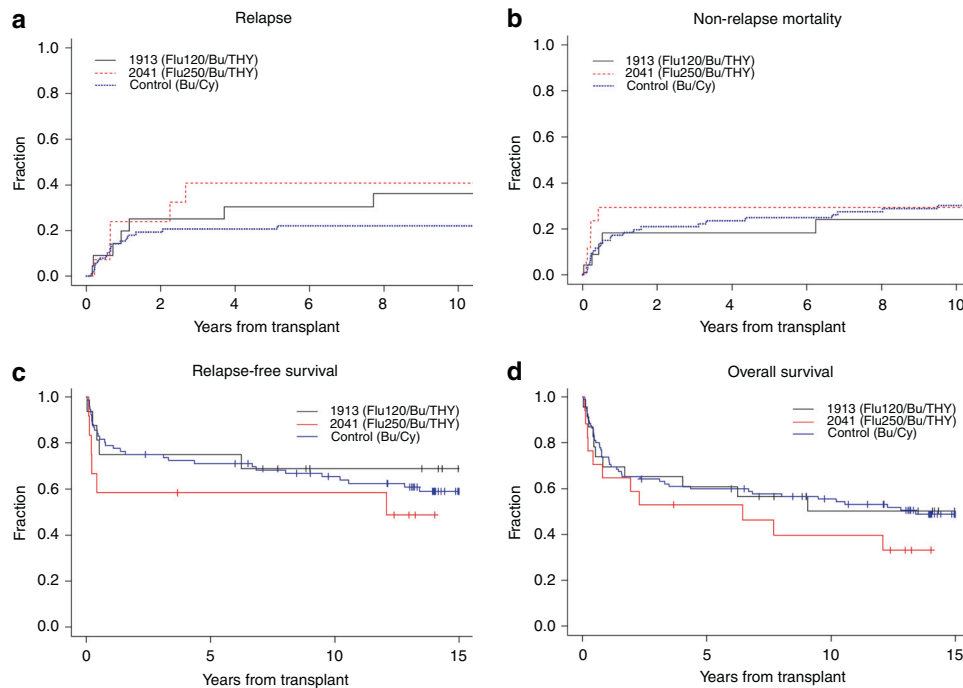 a
Relapse
1.0
0.8
0.6
0.4
0.2
0.0
Fraction
1913 (Flu120/Bu/THY)
2041 (Flu250/Bu/THY)
Control (Bu/Cy)
0 2 4 6 8 10
Years from transplant
b
Non-relapse mortality
1.0
0.8
0.6
0.4
0.2
0.0
Fraction
1913 (Flu120/Bu/THY)
2041 (Flu250/Bu/THY)
Control (Bu/Cy)
0 2 4 6 8 10
Years from transplant
c
Relapse-free survival
1.0
0.8
0.6
0.4
0.2
0.0
Fraction
1913 (Flu120/Bu/THY)
2041 (Flu250/Bu/THY)
Control (Bu/Cy)
0 5 10 15
Years from transplant
d
Overall survival
1.0
0.8
0.6
0.4
0.2
0.0
Fraction
1913 (Flu120/Bu/THY)
2041 (Flu250/Bu/THY)
Control (Bu/Cy)
0 5 10 15
Years from transplant